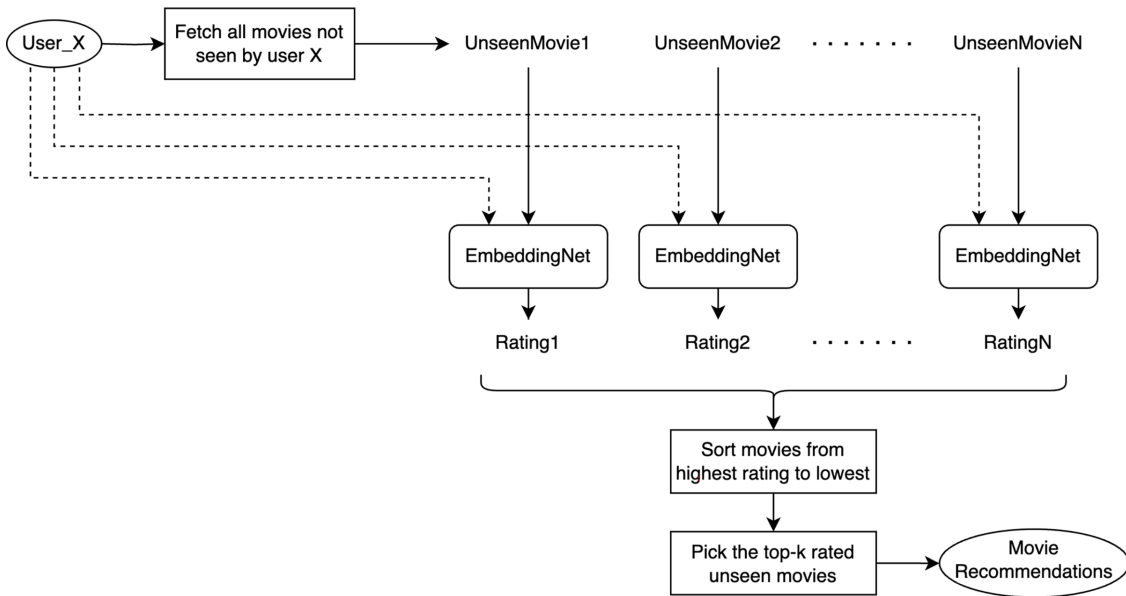 User_X
Fetch all movies not
seen by user X
UnseenMovie1
UnseenMovie2
. . . . . . .
UnseenMovieN
EmbeddingNet
EmbeddingNet
EmbeddingNet
Rating1
Rating2
. . . . . . .
RatingN
Sort movies from
highest rating to lowest
Pick the top-k rated
unseen movies
Movie
Recommendations